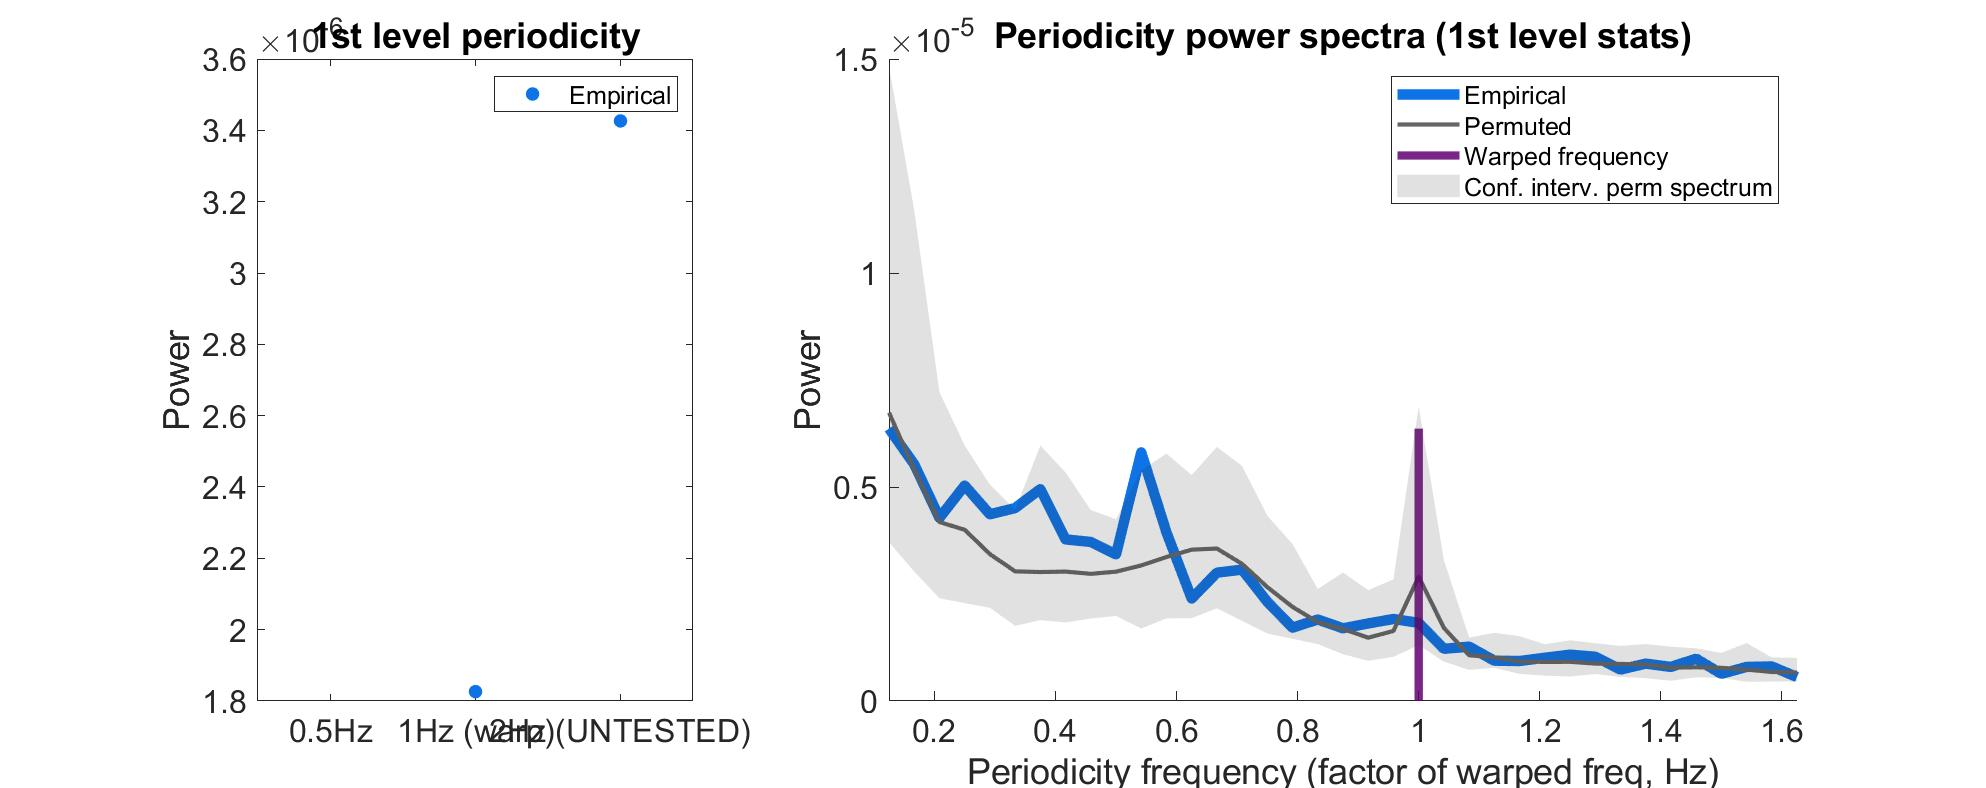 ×10-6
1st level periodicity
3.6
3.4
3.2
3
2.8
2.6
2.4
2.2
2
1.8
Power
Empirical
0.5Hz 1Hz (warp) 2Hz (UNTESTED)
×10-5
Periodicity power spectra (1st level stats)
1.5
1
0.5
0
Power
Empirical
Permuted
Warped frequency
Conf. interv. perm spectrum
0.2 0.4 0.6 0.8 1 1.2 1.4 1.6
Periodicity frequency (factor of warped freq, Hz)